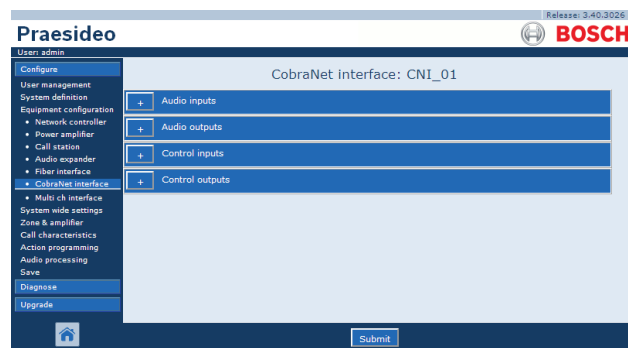 Release: 3.40.3026
Praesideo
BOSCH
User: admin
Configure
User management
System definition
Equipment configuration
• Network controller
• Power amplifier
• Call station
• Audio expander
• Fiber interface
• CobraNet interface
• Multi ch interface
System wide settings
Zone & amplifier
Call characteristics
Action programming
Audio processing
Save
Diagnose
Upgrade
CobraNet interface: CNI_01
+ Audio inputs
+ Audio outputs
+ Control inputs
+ Control outputs
Submit